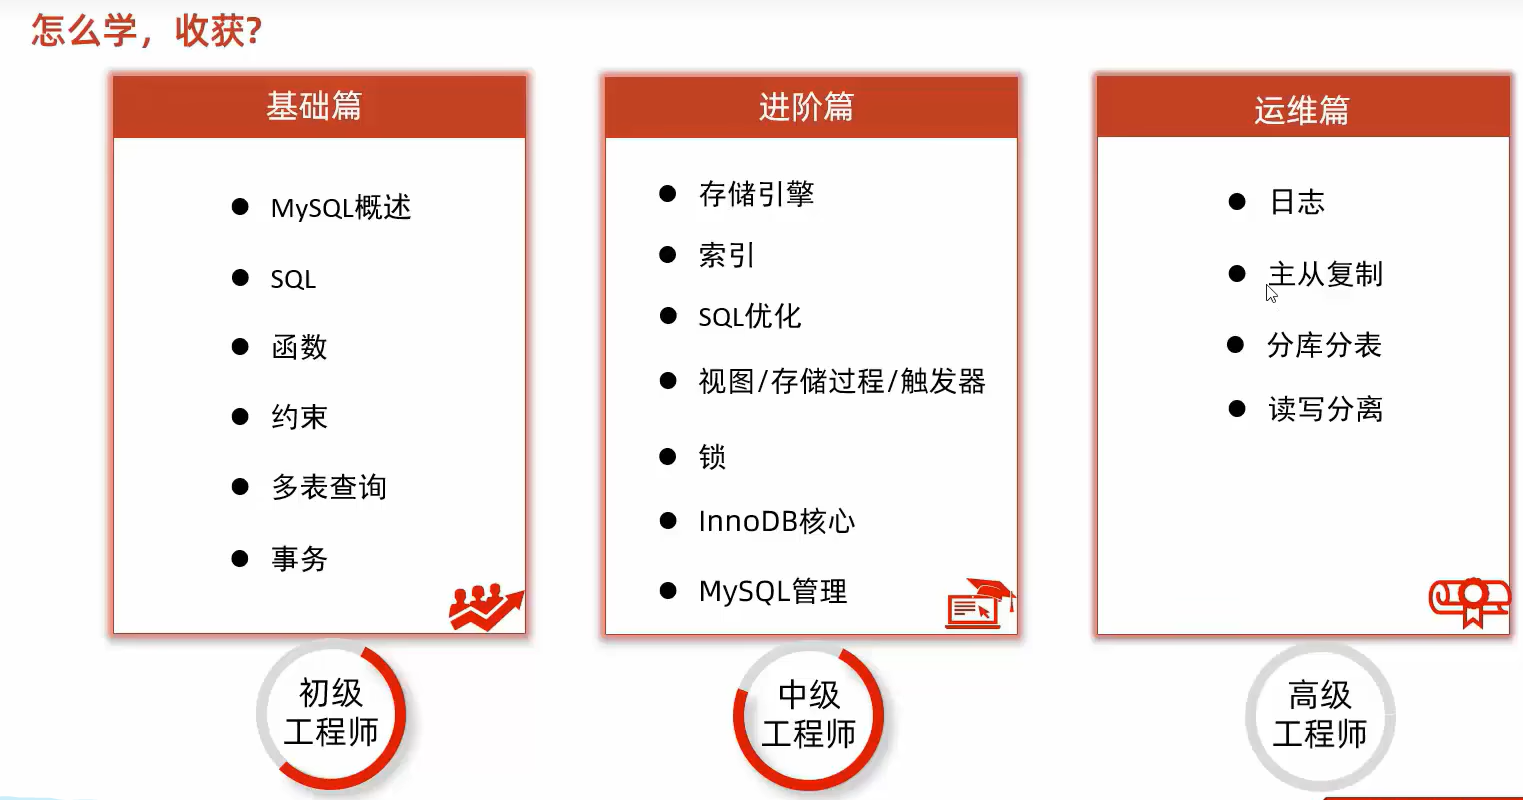 怎么学，收获?
基础篇
MySQL概述
SQL
函数
约束
多表查询
事务
初级
工程师
进阶篇
存储引擎
索引
SQL优化
视图/存储过程/触发器
锁
InnoDB核心
MySQL管理
中级
工程师
运维篇
日志
主从复制
分库分表
读写分离
高级
工程师